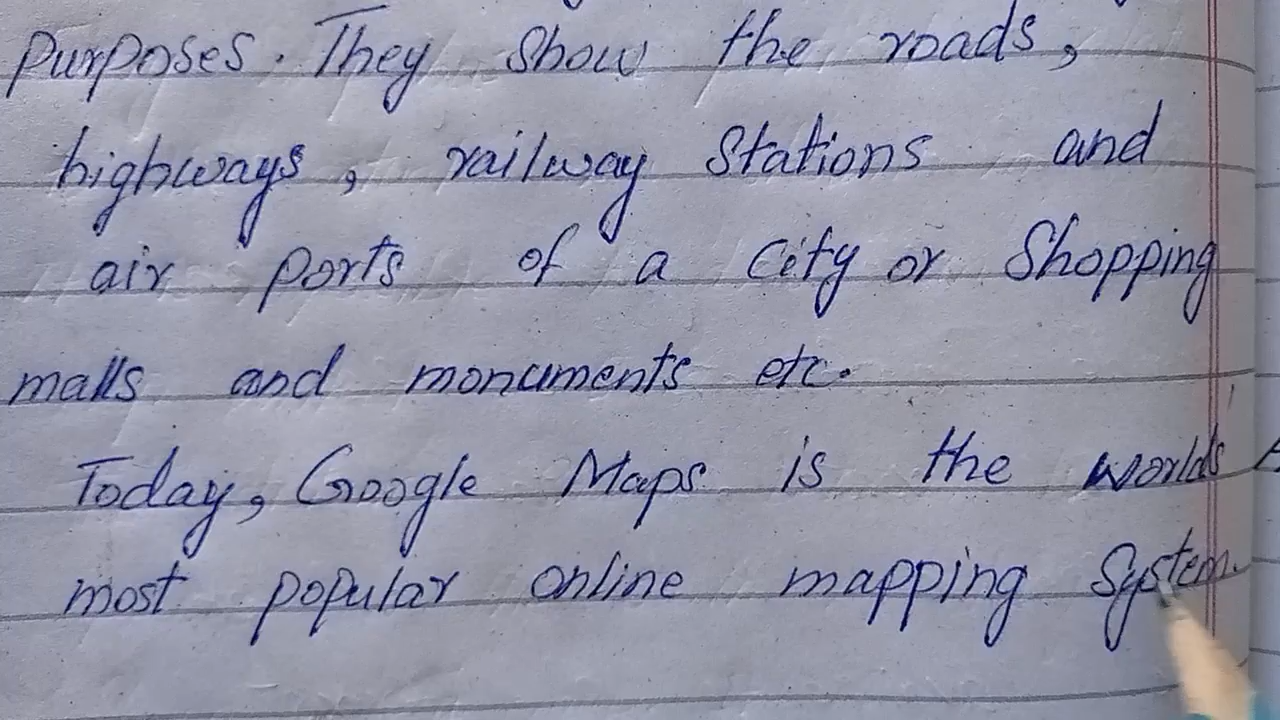 purposes. They show the roads,
highways, railway stations and
air ports of a city or shopping
malls and monuments etc.
Today, Google Maps is the worlds
most popular online mapping system.